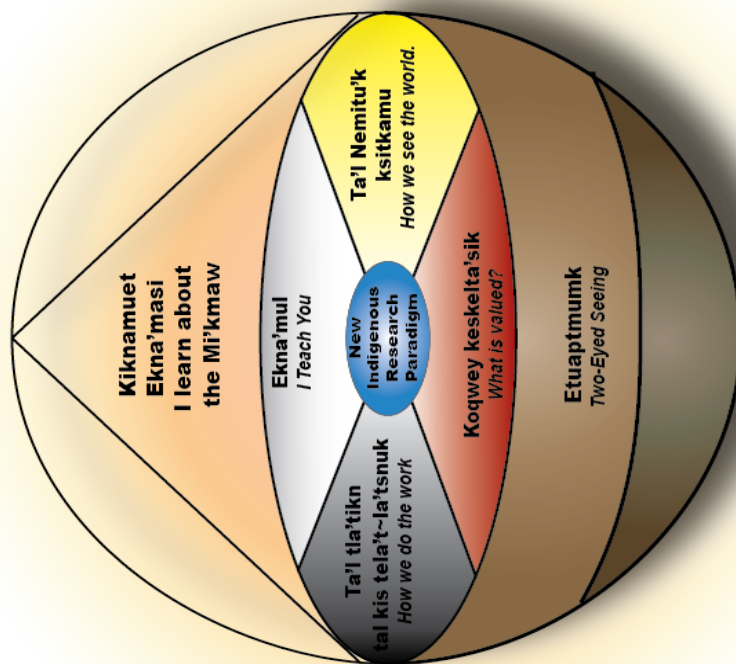 Kiknamuet
Ekna'masi
I learn about
the Mi'kmaw
Ekna'mul
I Teach You
Ta'l tla'tikn
tal kis tela't~la'tsnuk
How we do the work
New
Indigenous
Research
Paradigm
Ta'l Nemitu'k
ksitkamu
How we see the world.
Koqwey keskelta'sik
What is valued?
Etuaptmumk
Two-Eyed Seeing